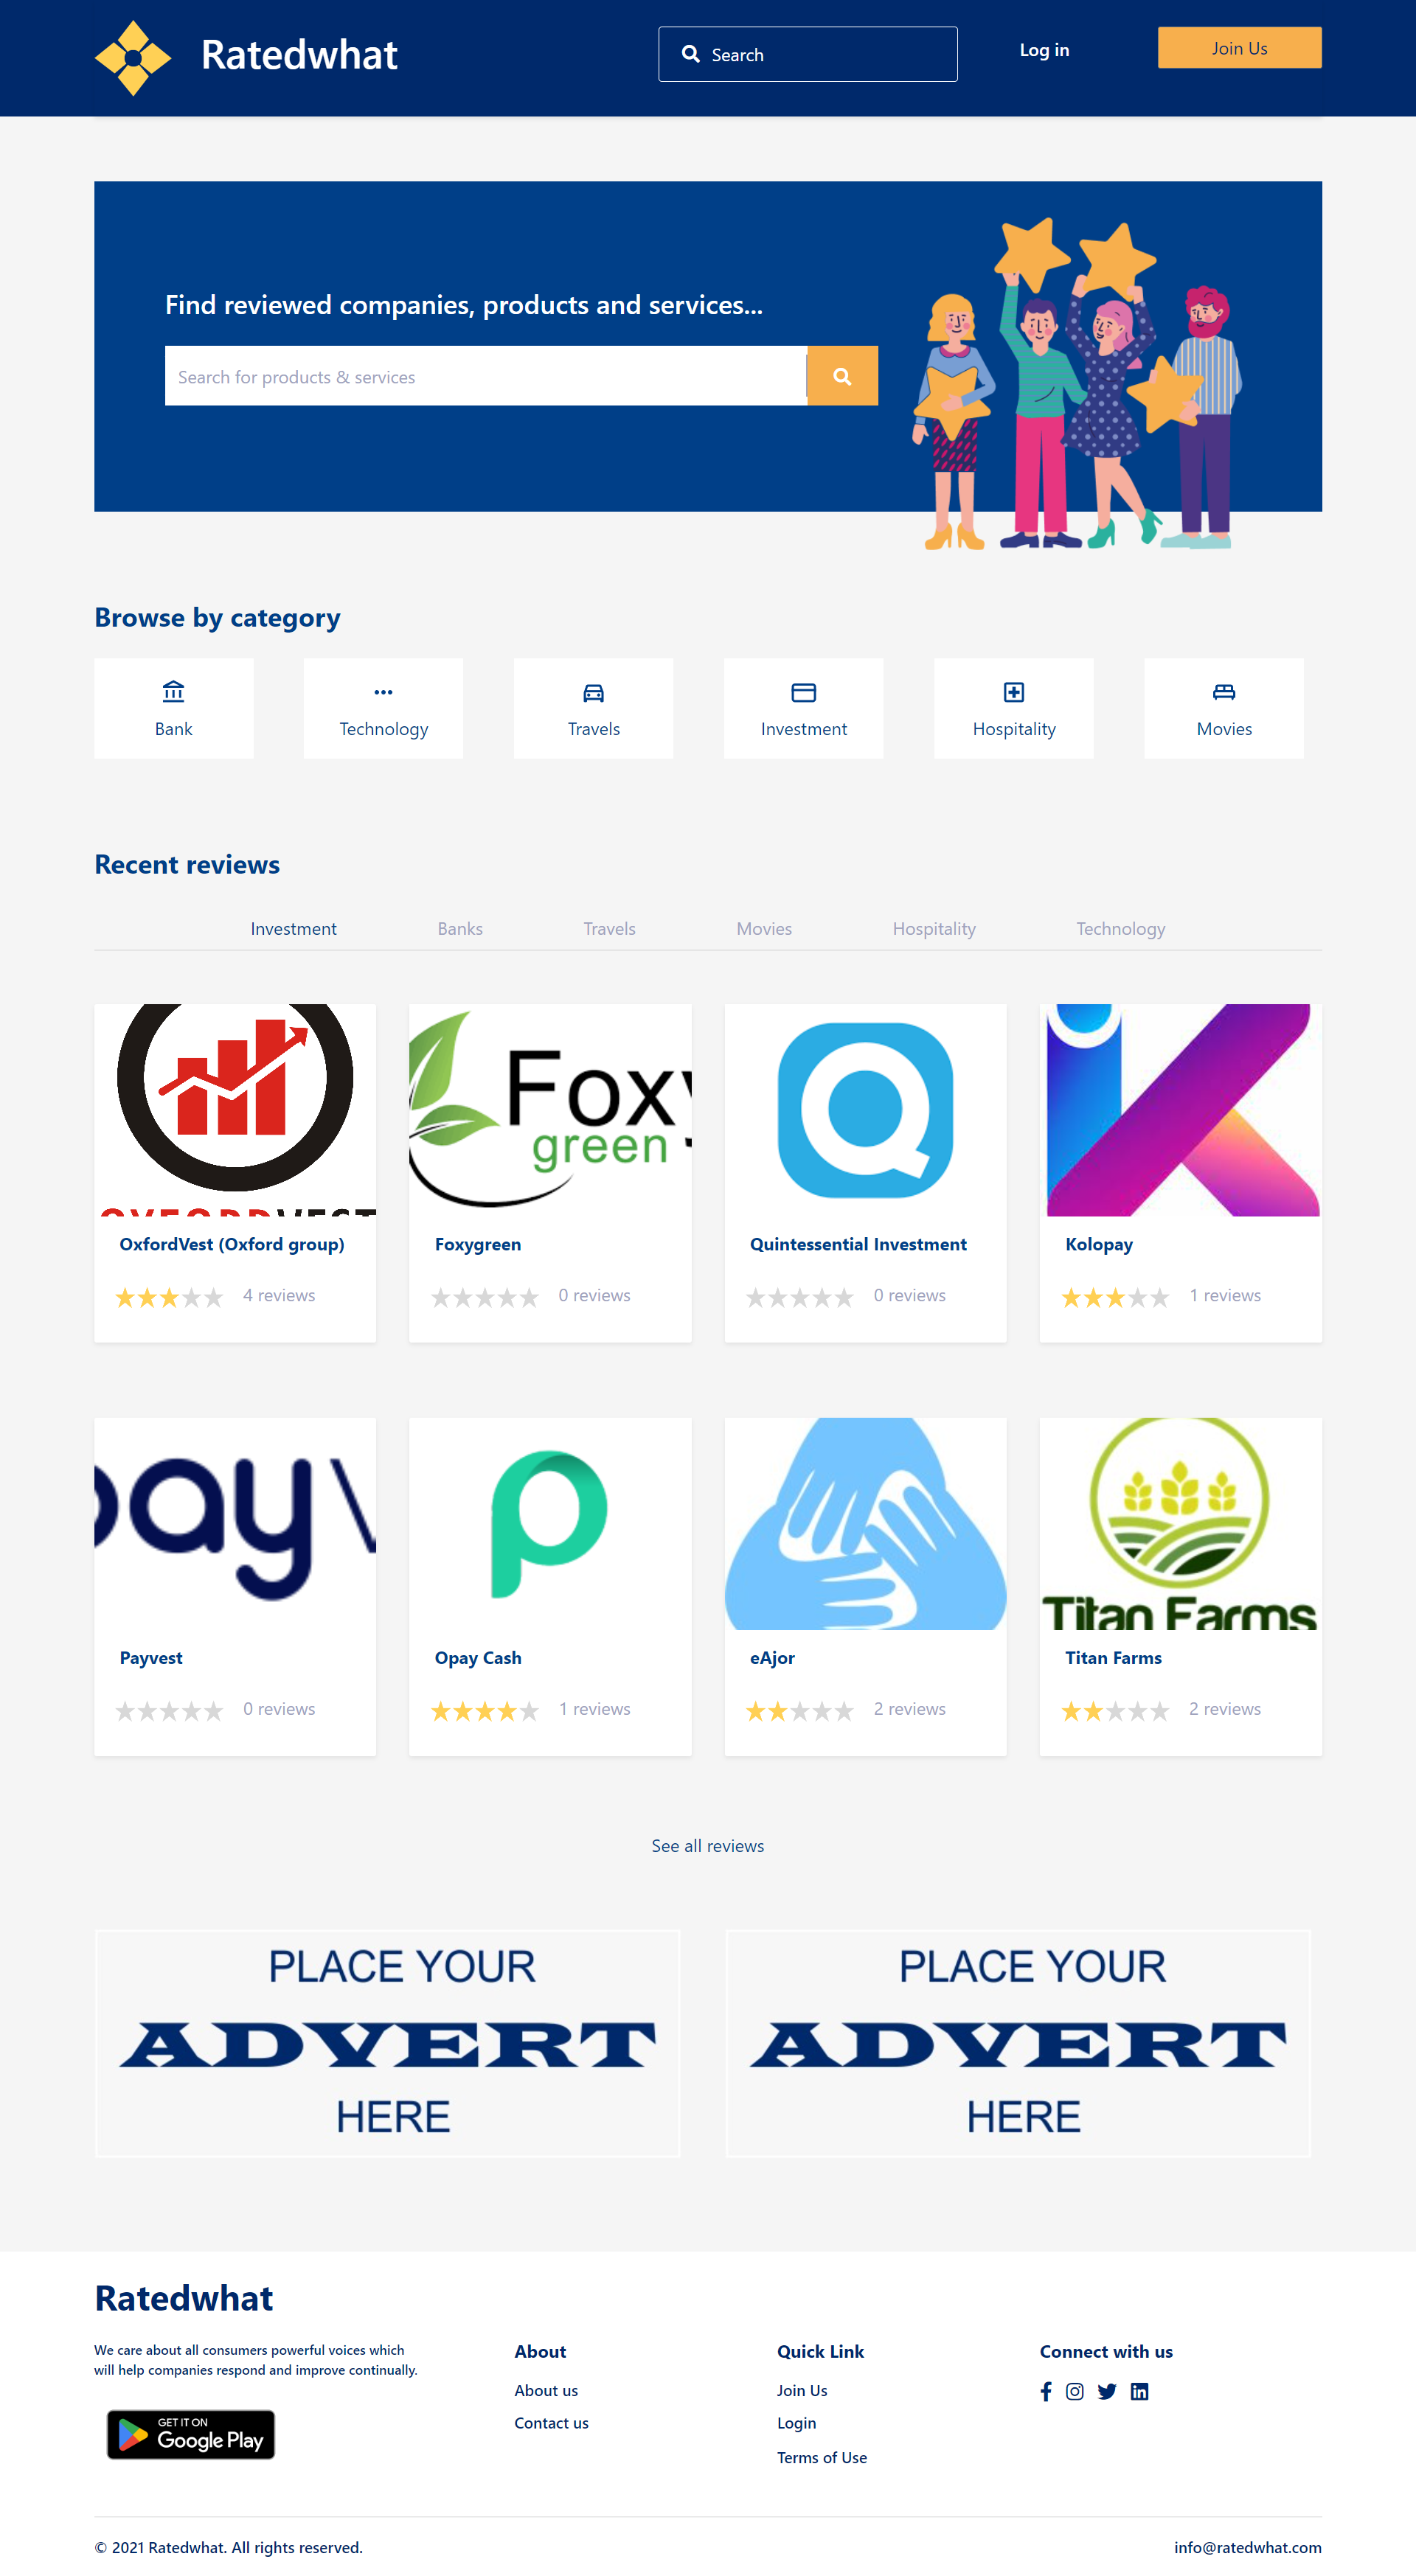 Ratedwhat
Search
Log in
Join Us
Find reviewed companies, products and services...
Search for products & services
Browse by category
Bank
Technology
Travels
Investment
Hospitality
Movies
Recent reviews
Investment
Banks
Travels
Movies
Hospitality
Technology
OXFORDVEST
Foxy
green
Q
K
OxfordVest (Oxford group)
4 reviews
Foxygreen
0 reviews
Quintessential Investment
0 reviews
Kolopay
1 reviews
pay
Titan Farms
Payvest
0 reviews
Opay Cash
1 reviews
eAjor
2 reviews
Titan Farms
2 reviews
See all reviews
PLACE YOUR
ADVERT
HERE
PLACE YOUR
ADVERT
HERE
Ratedwhat
We care about all consumers powerful voices which
will help companies respond and improve continually.
GET IT ON
Google Play
About
About us
Contact us
Quick Link
Join Us
Login
Terms of Use
Connect with us
© 2021 Ratedwhat. All rights reserved.
info@ratedwhat.com